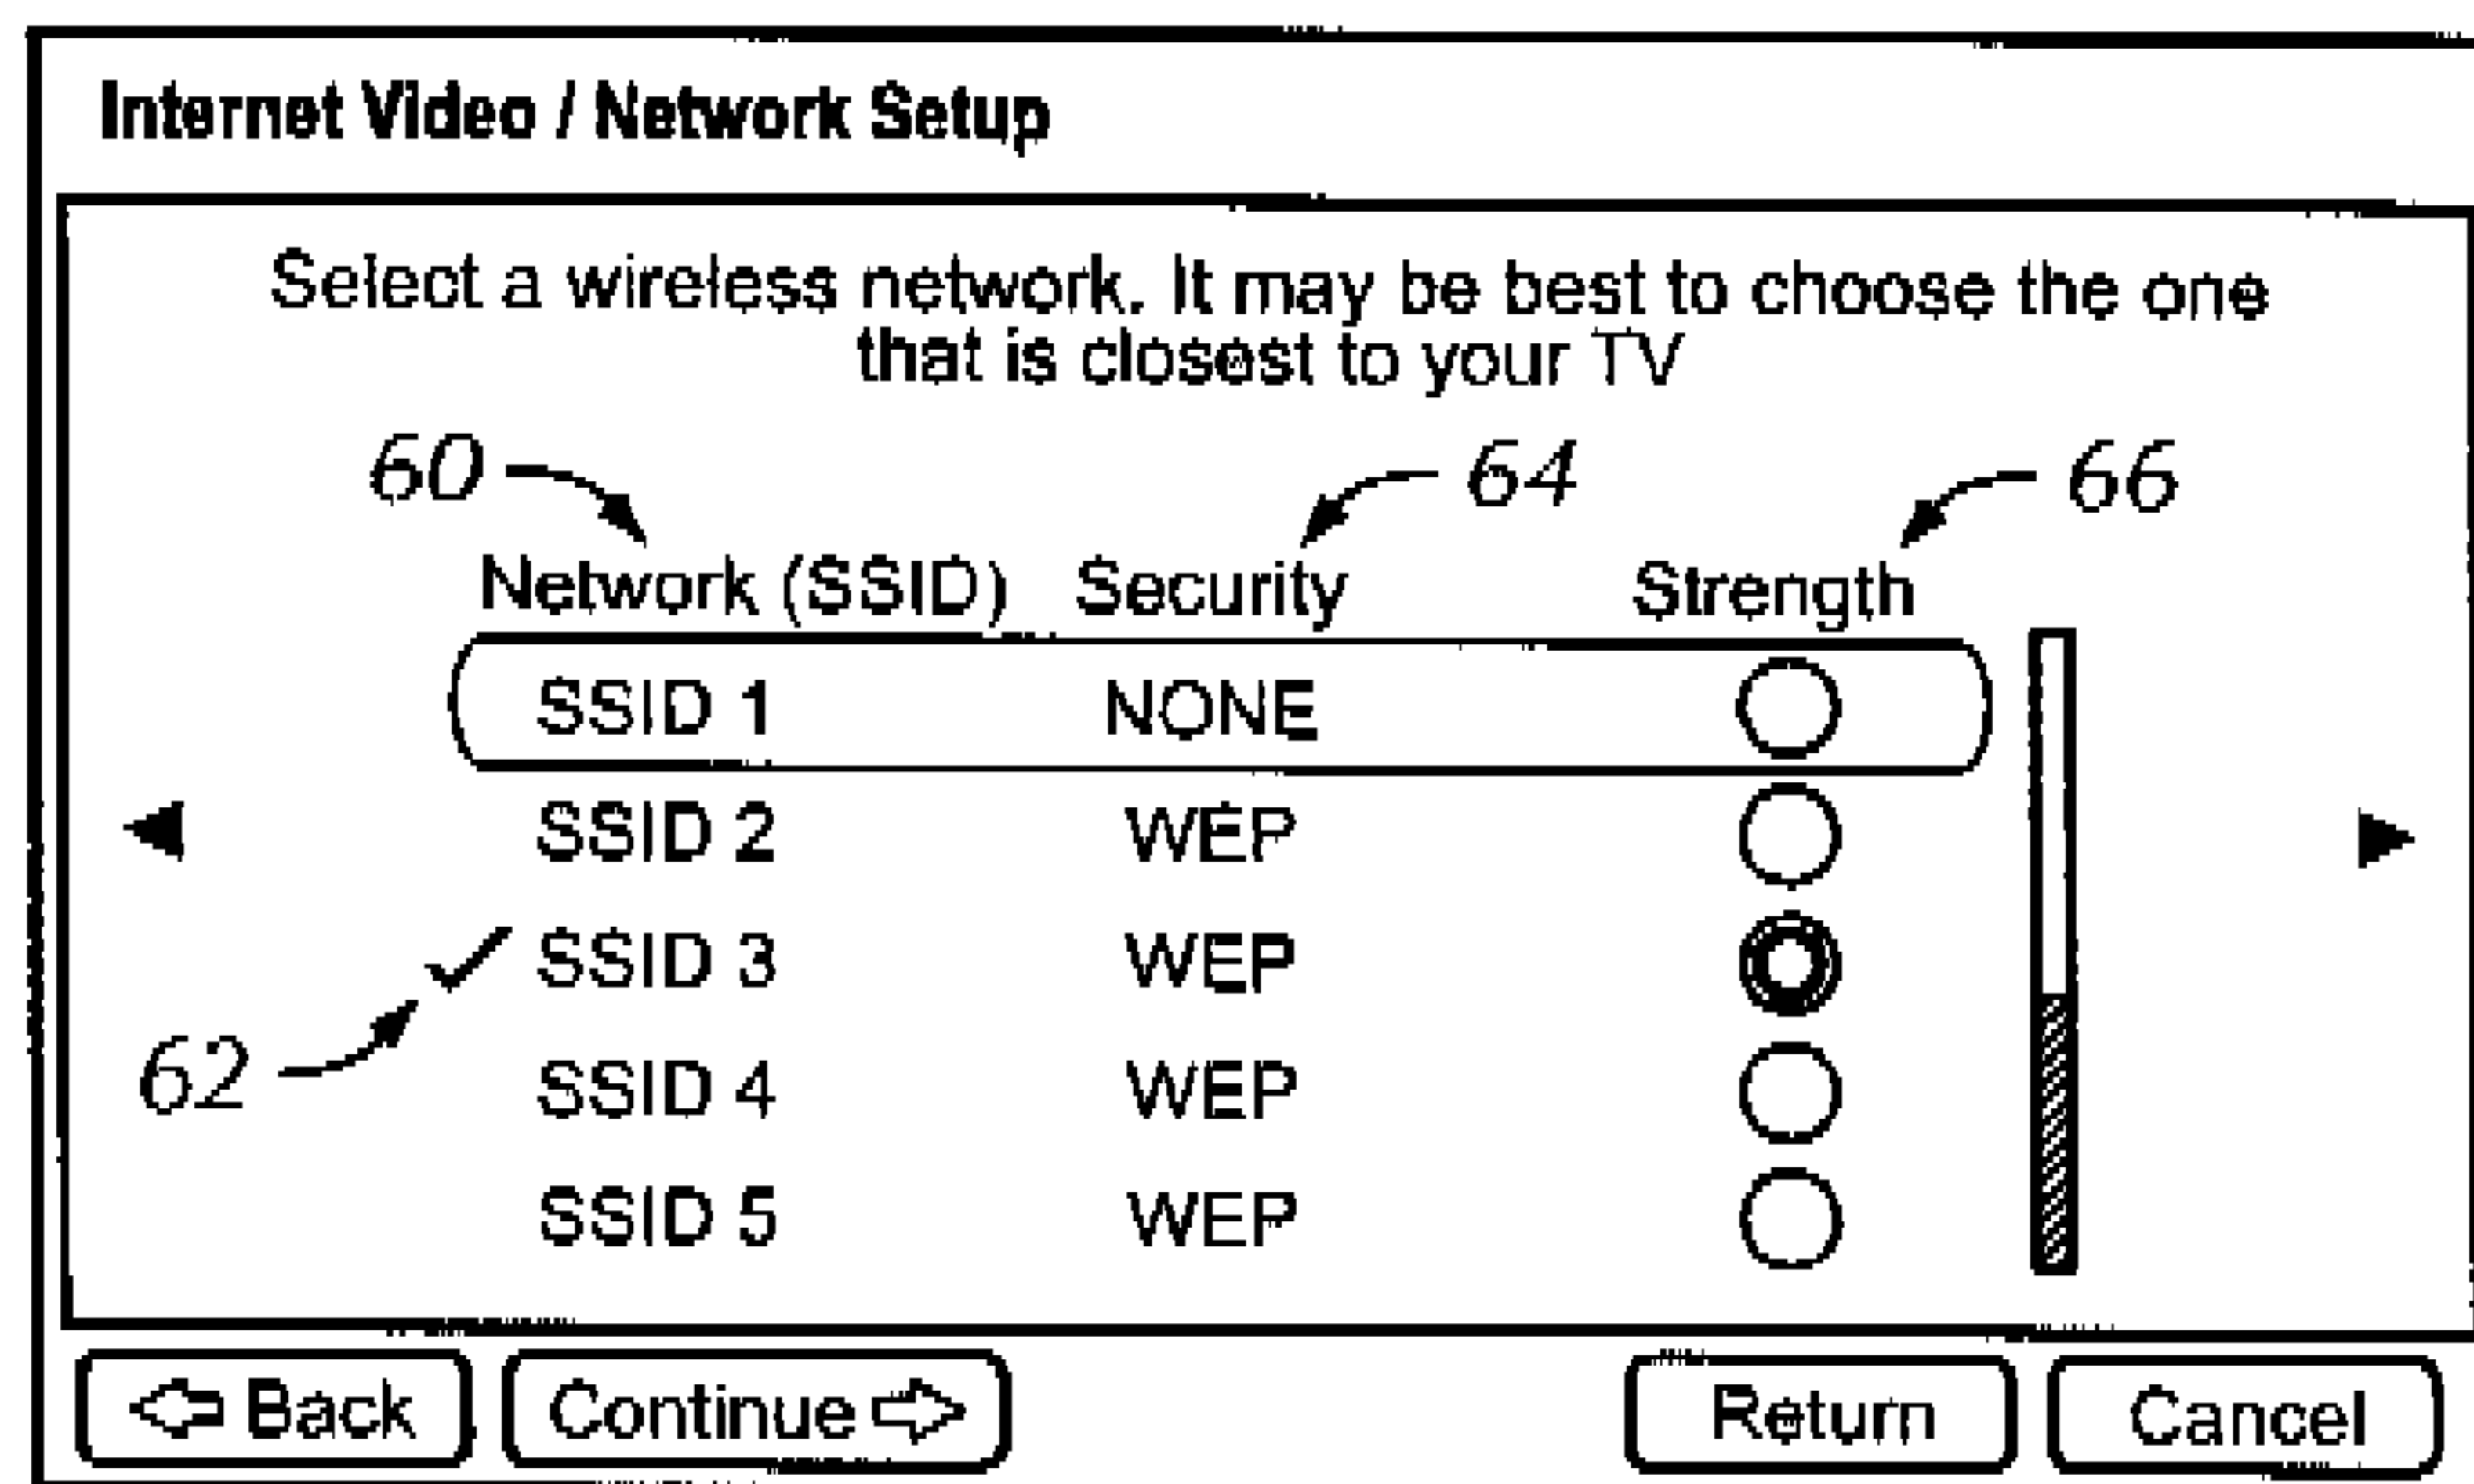 Internet Video / Network Setup
Select a wireless network. It may be best to choose the one
that is closest to your TV
60 64 66
Network (SSID) Security Strength
SSID 1 NONE
SSID 2 WEP
SSID 3 WEP
62
SSID 4 WEP
SSID 5 WEP
Back Continue Return Cancel